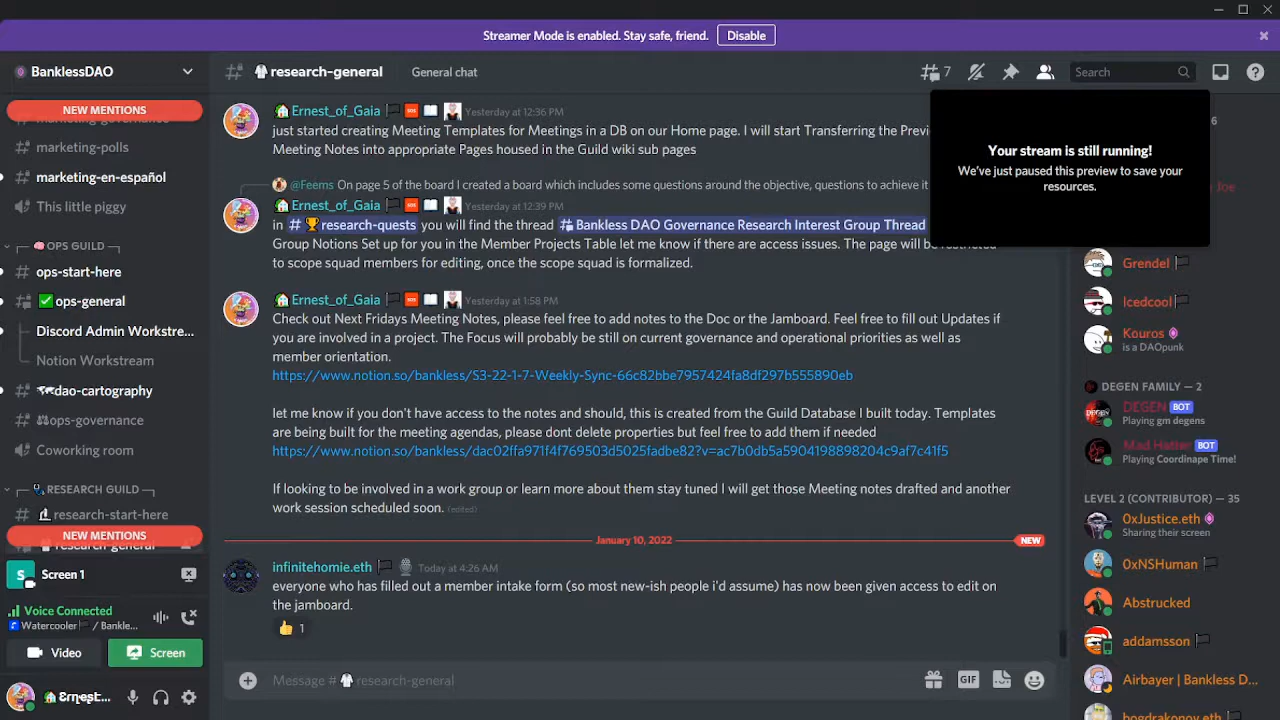 Streamer Mode is enabled. Stay safe, friend. Disable
BanklessDAO
research-general General chat
7
Search
NEW MENTIONS
marketing-governance
marketing-polls
marketing-en-español
This little piggy
OPS GUILD
ops-start-here
ops-general
Discord Admin Workstre...
Notion Workstream
dao-cartography
ops-governance
Coworking room
RESEARCH GUILD
research-start-here
NEW MENTIONS
research-general
Screen 1
Voice Connected
Watercooler / Bankle...
Video
Screen
Ernest...
Ernest_of_Gaia Yesterday at 12:36 PM
just started creating Meeting Templates for Meetings in a DB on our Home page. I will start Transferring the Previ
Meeting Notes into appropriate Pages housed in the Guild wiki sub pages
@Feems On page 5 of the board I created a board which includes some questions around the objective, questions to achieve it
Ernest_of_Gaia Yesterday at 12:39 PM
in # research-quests you will find the thread Bankless DAO Governance Research Interest Group Thread
Group Notions Set up for you in the Member Projects Table let me know if there are access issues. The page will be restricted
to scope squad members for editing, once the scope squad is formalized.
Ernest_of_Gaia Yesterday at 1:58 PM
Check out Next Fridays Meeting Notes, please feel free to add notes to the Doc or the Jamboard. Feel free to fill out Updates if
you are involved in a project. The Focus will probably be still on current governance and operational priorities as well as
member orientation.
https://www.notion.so/bankless/S3-22-1-7-Weekly-Sync-66c82bbe7957424fa8df297b555890eb
let me know if you don't have access to the notes and should, this is created from the Guild Database I built today. Templates
are being built for the meeting agendas, please dont delete properties but feel free to add them if needed
https://www.notion.so/bankless/dac02ffa971f4f769503d5025fadbe82?v=ac7b0db5a5904198898204c9af7c41f5
If looking to be involved in a work group or learn more about them stay tuned I will get those Meeting notes drafted and another
work session scheduled soon. (edited)
January 10, 2022 NEW
infinitehomie.eth Today at 4:26 AM
everyone who has filled out a member intake form (so most new-ish people i'd assume) has now been given access to edit on
the jamboard.
1
Message # research-general
GIF
Your stream is still running!
We've just paused this preview to save your
resources.
6
Joe
Grendel
Icedcool
Kouros
is a DAOpunk
DEGEN FAMILY — 2
DEGEN BOT
Playing gm degens
Mad Hatter BOT
Playing Coordinape Time!
LEVEL 2 (CONTRIBUTOR) — 35
0xJustice.eth
Sharing their screen
0xNSHuman
Abstrucked
addamsson
Airbayer | Bankless D...
bogdrakonov.eth